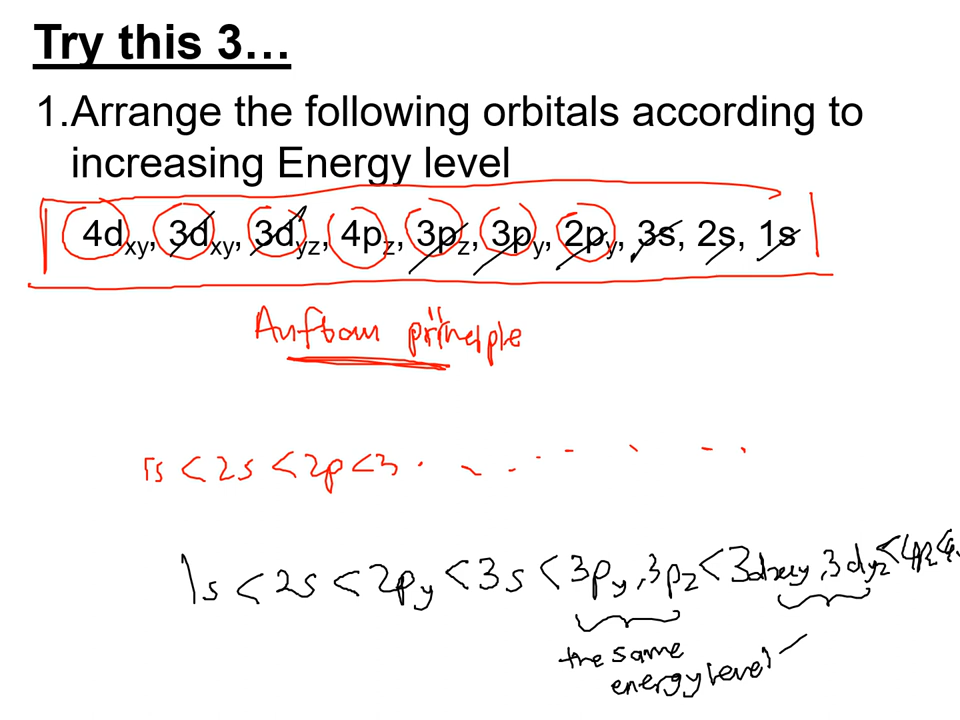 Try this 3...
1.Arrange the following orbitals according to
increasing Energy level
4dxy, 3dxy, 3dyz, 4pz, 3pz, 3py, 2py, 3s, 2s, 1s
Aufbau principle
1s < 2s < 2p < 3
1s < 2s < 2py < 3s < 3py, 3pz < 3dxy, 3dyz < 4pz <
the same
energy level